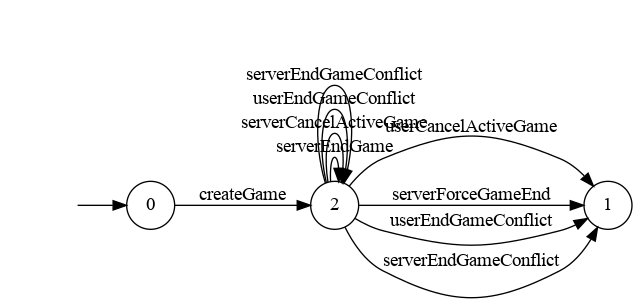 serverEndGameConflict
userEndGameConflict
serverCancelActiveGame
userCancelActiveGame
serverEndGame
createGame
serverForceGameEnd
0
2
1
userEndGameConflict
serverEndGameConflict